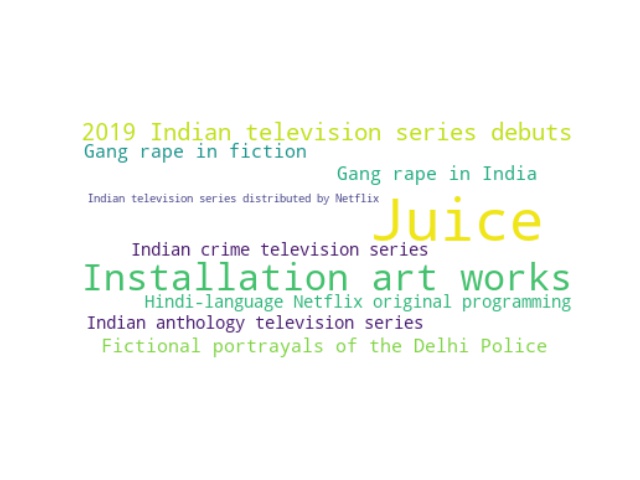 2019 Indian television series debuts
Gang rape in fiction
Gang rape in India
Indian television series distributed by Netflix
Juice
Indian crime television series
Installation art works
Hindi-language Netflix original programming
Indian anthology television series
Fictional portrayals of the Delhi Police